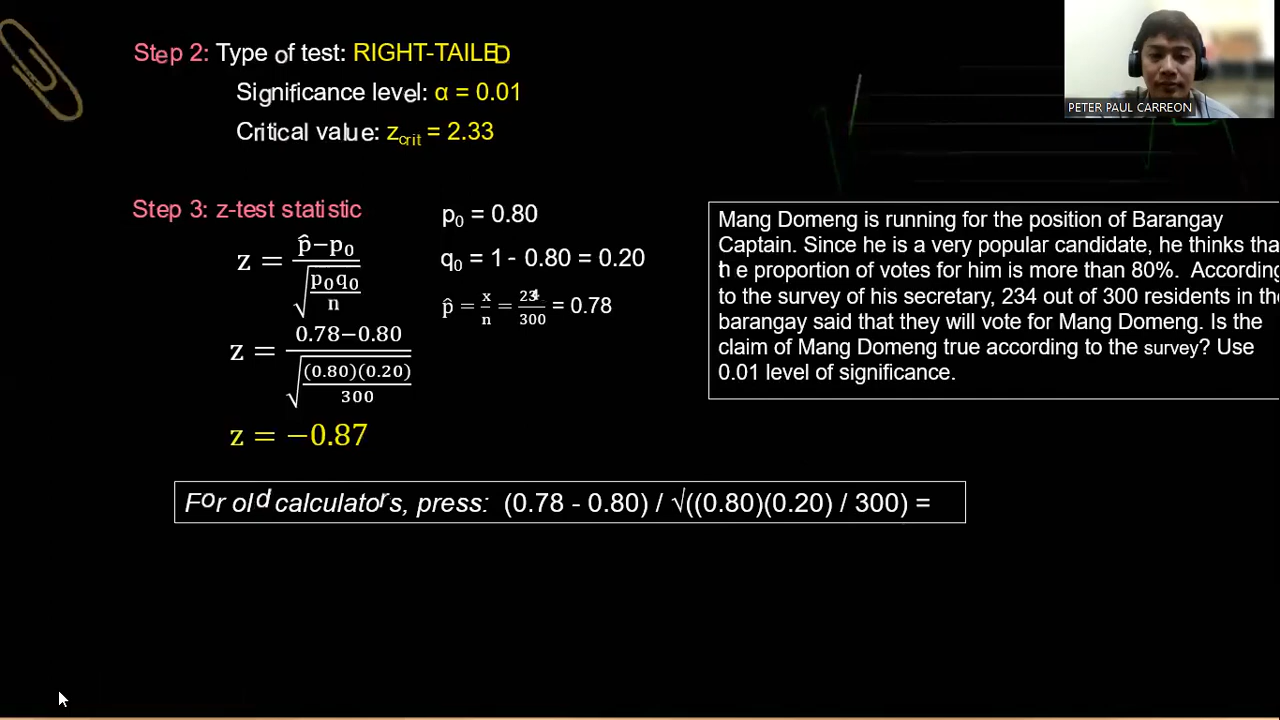 Step 2: Type of test: RIGHT-TAILED
Significance level: α = 0.01
Critical value: z_crit = 2.33
PETER PAUL CARREON
Step 3: z-test statistic
z = (p̂−p₀) / √(p₀q₀ / n)
z = (0.78−0.80) / √((0.80)(0.20) / 300)
z = −0.87
p₀ = 0.80
q₀ = 1 - 0.80 = 0.20
p̂ = x/n = 234/300 = 0.78
Mang Domeng is running for the position of Barangay
Captain. Since he is a very popular candidate, he thinks tha
the proportion of votes for him is more than 80%. According
to the survey of his secretary, 234 out of 300 residents in the
barangay said that they will vote for Mang Domeng. Is the
claim of Mang Domeng true according to the survey? Use
0.01 level of significance.
For old calculators, press: (0.78 - 0.80) / √((0.80)(0.20) / 300) =